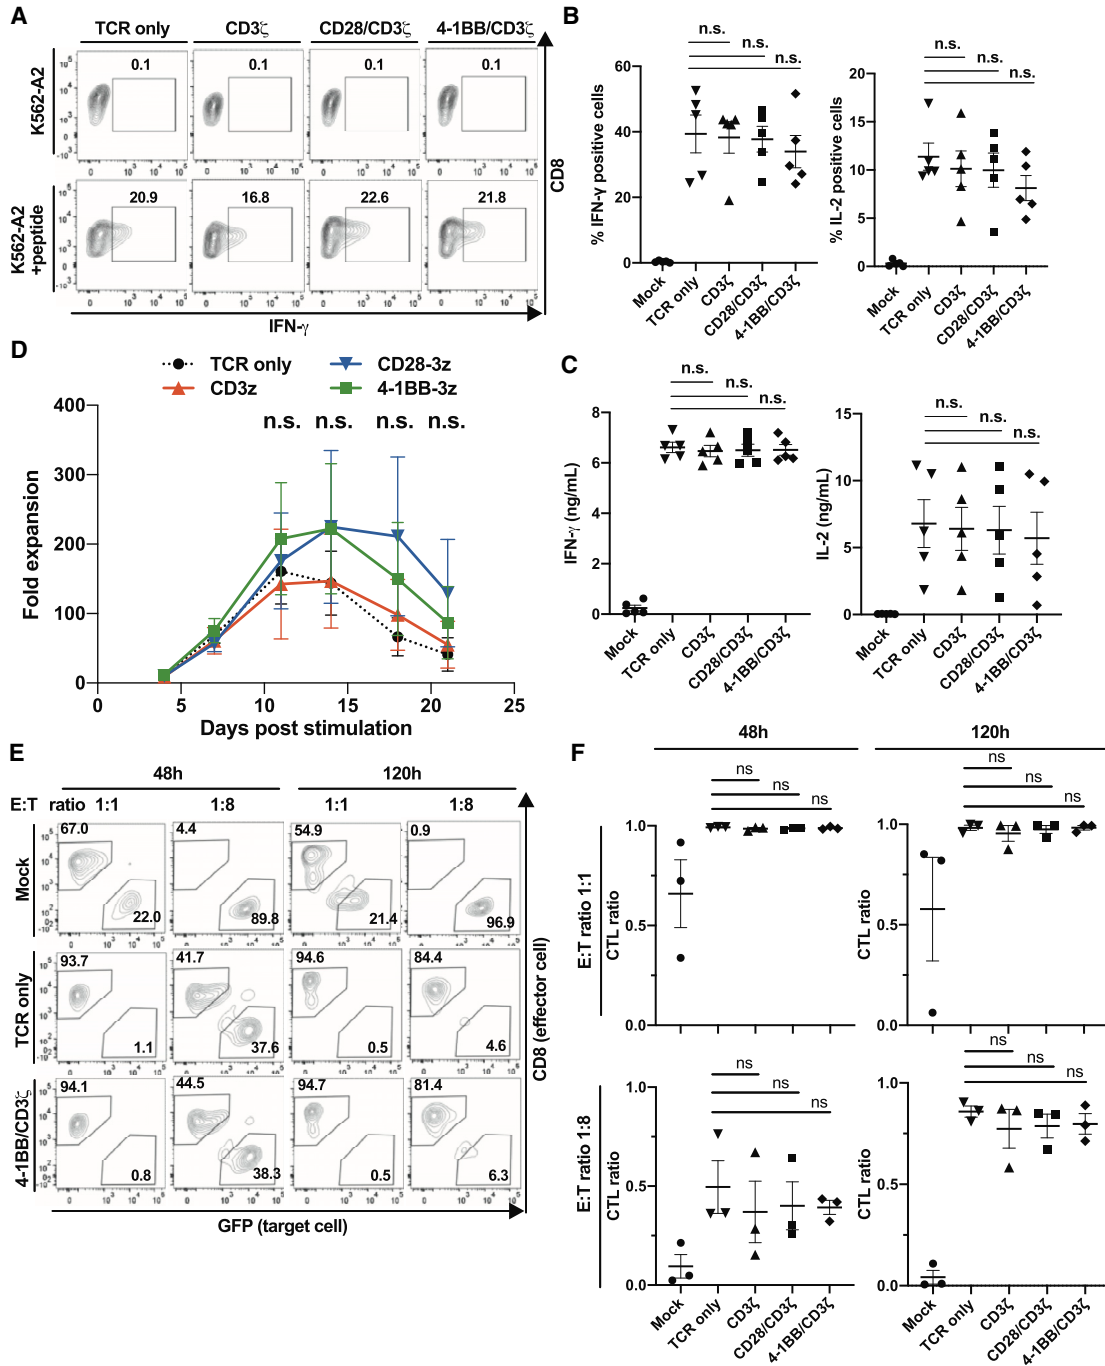 A
TCR only CD3ζ CD28/CD3ζ 4-1BB/CD3ζ
K562-A2
0.1 0.1 0.1 0.1
K562-A2
+peptide
20.9 16.8 22.6 21.8
CD8
IFN-γ
B
n.s.
n.s.
n.s.
% IFN-γ positive cells
60
40
20
0
Mock
TCR only
CD3ζ
CD28/CD3ζ
4-1BB/CD3ζ
n.s.
n.s.
n.s.
% IL-2 positive cells
20
15
10
5
0
Mock
TCR only
CD3ζ
CD28/CD3ζ
4-1BB/CD3ζ
C
n.s.
n.s.
n.s.
IFN-γ (ng/mL)
8
6
4
2
0
Mock
TCR only
CD3ζ
CD28/CD3ζ
4-1BB/CD3ζ
n.s.
n.s.
n.s.
IL-2 (ng/mL)
15
10
5
0
Mock
TCR only
CD3ζ
CD28/CD3ζ
4-1BB/CD3ζ
D
TCR only CD28-3z
CD3z 4-1BB-3z
n.s. n.s. n.s. n.s.
Fold expansion
400
300
200
100
0
0 5 10 15 20 25
Days post stimulation
E
48h 120h
E:T ratio 1:1 1:8 1:1 1:8
Mock
67.0 4.4 54.9 0.9
22.0 89.8 21.4 96.9
TCR only
93.7 41.7 94.6 84.4
1.1 37.6 0.5 4.6
4-1BB/CD3ζ
94.1 44.5 94.7 81.4
0.8 38.3 0.5 6.3
CD8 (effector cell)
GFP (target cell)
F
48h 120h
E:T ratio 1:1
ns
ns
ns
CTL ratio
1.0
0.5
0.0
ns
ns
ns
CTL ratio
1.0
0.5
0.0
E:T ratio 1:8
ns
ns
ns
CTL ratio
1.0
0.5
0.0
Mock
TCR only
CD3ζ
CD28/CD3ζ
4-1BB/CD3ζ
ns
ns
ns
CTL ratio
1.0
0.5
0.0
Mock
TCR only
CD3ζ
CD28/CD3ζ
4-1BB/CD3ζ